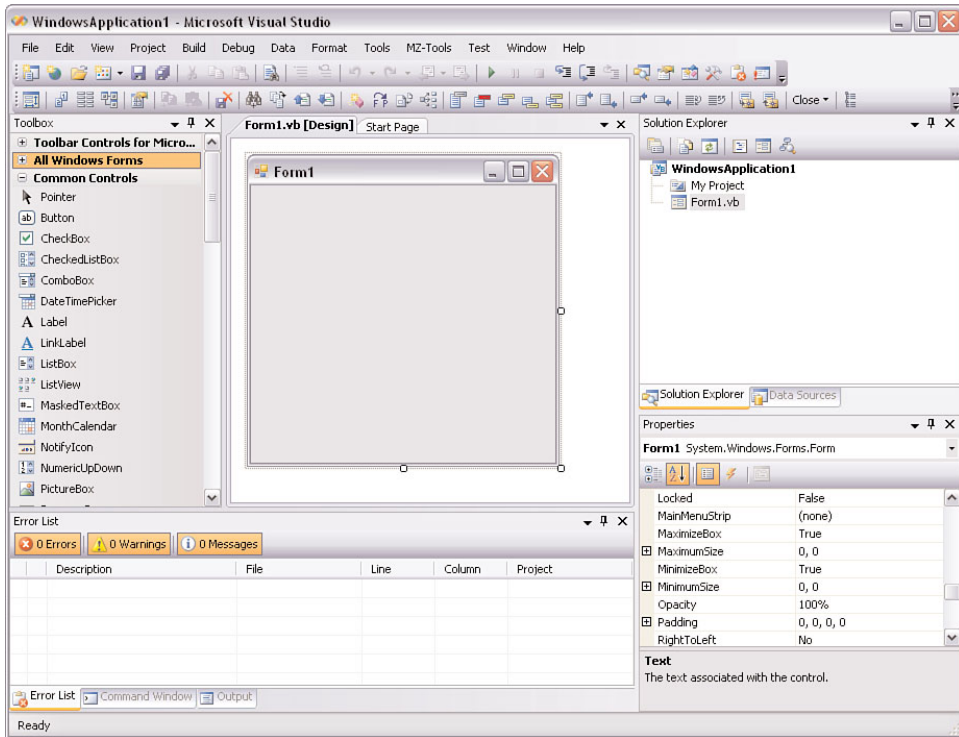 WindowsApplication1 - Microsoft Visual Studio
File Edit View Project Build Debug Data Format Tools MZ-Tools Test Window Help
Close
Toolbox
Toolbar Controls for Micro...
All Windows Forms
Common Controls
Pointer
Button
CheckBox
CheckedListBox
ComboBox
DateTimePicker
Label
LinkLabel
ListBox
ListView
MaskedTextBox
MonthCalendar
NotifyIcon
NumericUpDown
PictureBox
Form1.vb [Design] Start Page
Form1
Solution Explorer
WindowsApplication1
My Project
Form1.vb
Solution Explorer Data Sources
Properties
Form1 System.Windows.Forms.Form
Locked False
MainMenuStrip (none)
MaximizeBox True
MaximumSize 0, 0
MinimizeBox True
MinimumSize 0, 0
Opacity 100%
Padding 0, 0, 0, 0
RightToLeft No
Text
The text associated with the control.
Error List
0 Errors 0 Warnings 0 Messages
Description File Line Column Project
Error List Command Window Output
Ready